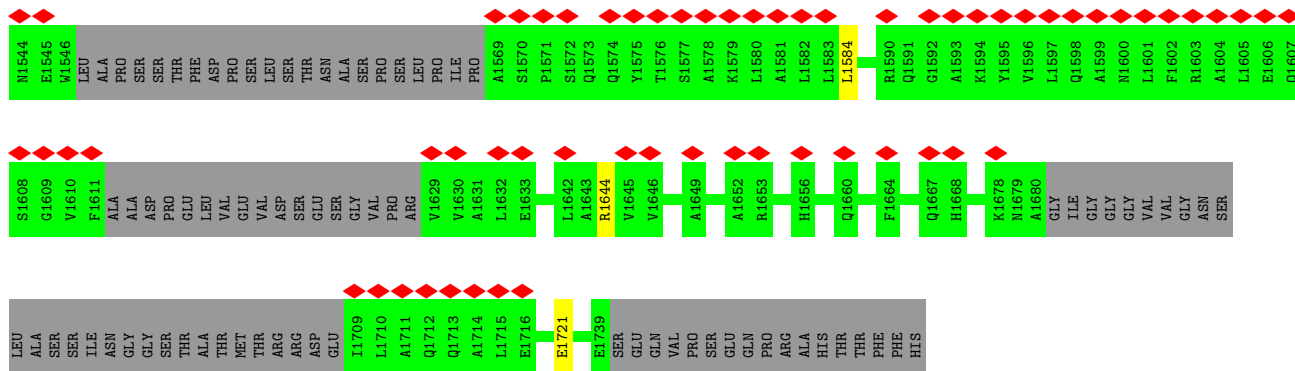 N1544 E1545 W1546 LEU ALA PRO SER SER THR PHE ASP PRO SER LEU SER THR ASN ALA SER PRO SER LEU PRO ILE PRO A1569 S1570 P1571 S1572 Q1573 Q1574 Y1575 T1576 S1577 A1578 K1579 L1580 A1581 L1582 L1583 L1584 R1590 Q1591 G1592 A1593 K1594 Y1595 V1596 L1597 Q1598 A1599 N1600 L1601 F1602 R1603 A1604 L1605 E1606 Q1607
S1608 G1609 V1610 F1611 ALA ALA ASP PRO GLU LEU VAL GLU VAL ASP SER GLU SER GLY VAL PRO ARG V1629 V1630 A1631 L1632 E1633 L1642 A1643 R1644 V1645 V1646 A1649 A1652 R1653 H1656 Q1660 F1664 Q1667 H1668 K1678 N1679 A1680 GLY ILE GLY GLY GLY VAL VAL GLY ASN SER
LEU ALA SER SER ILE ASN GLY GLY SER THR ALA THR MET THR ARG ARG ASP GLU I1709 L1710 A1711 Q1712 Q1713 A1714 L1715 E1716 E1721 E1739 SER GLU GLN VAL PRO SER GLU GLN PRO ARG ALA HIS THR THR PHE PHE HIS